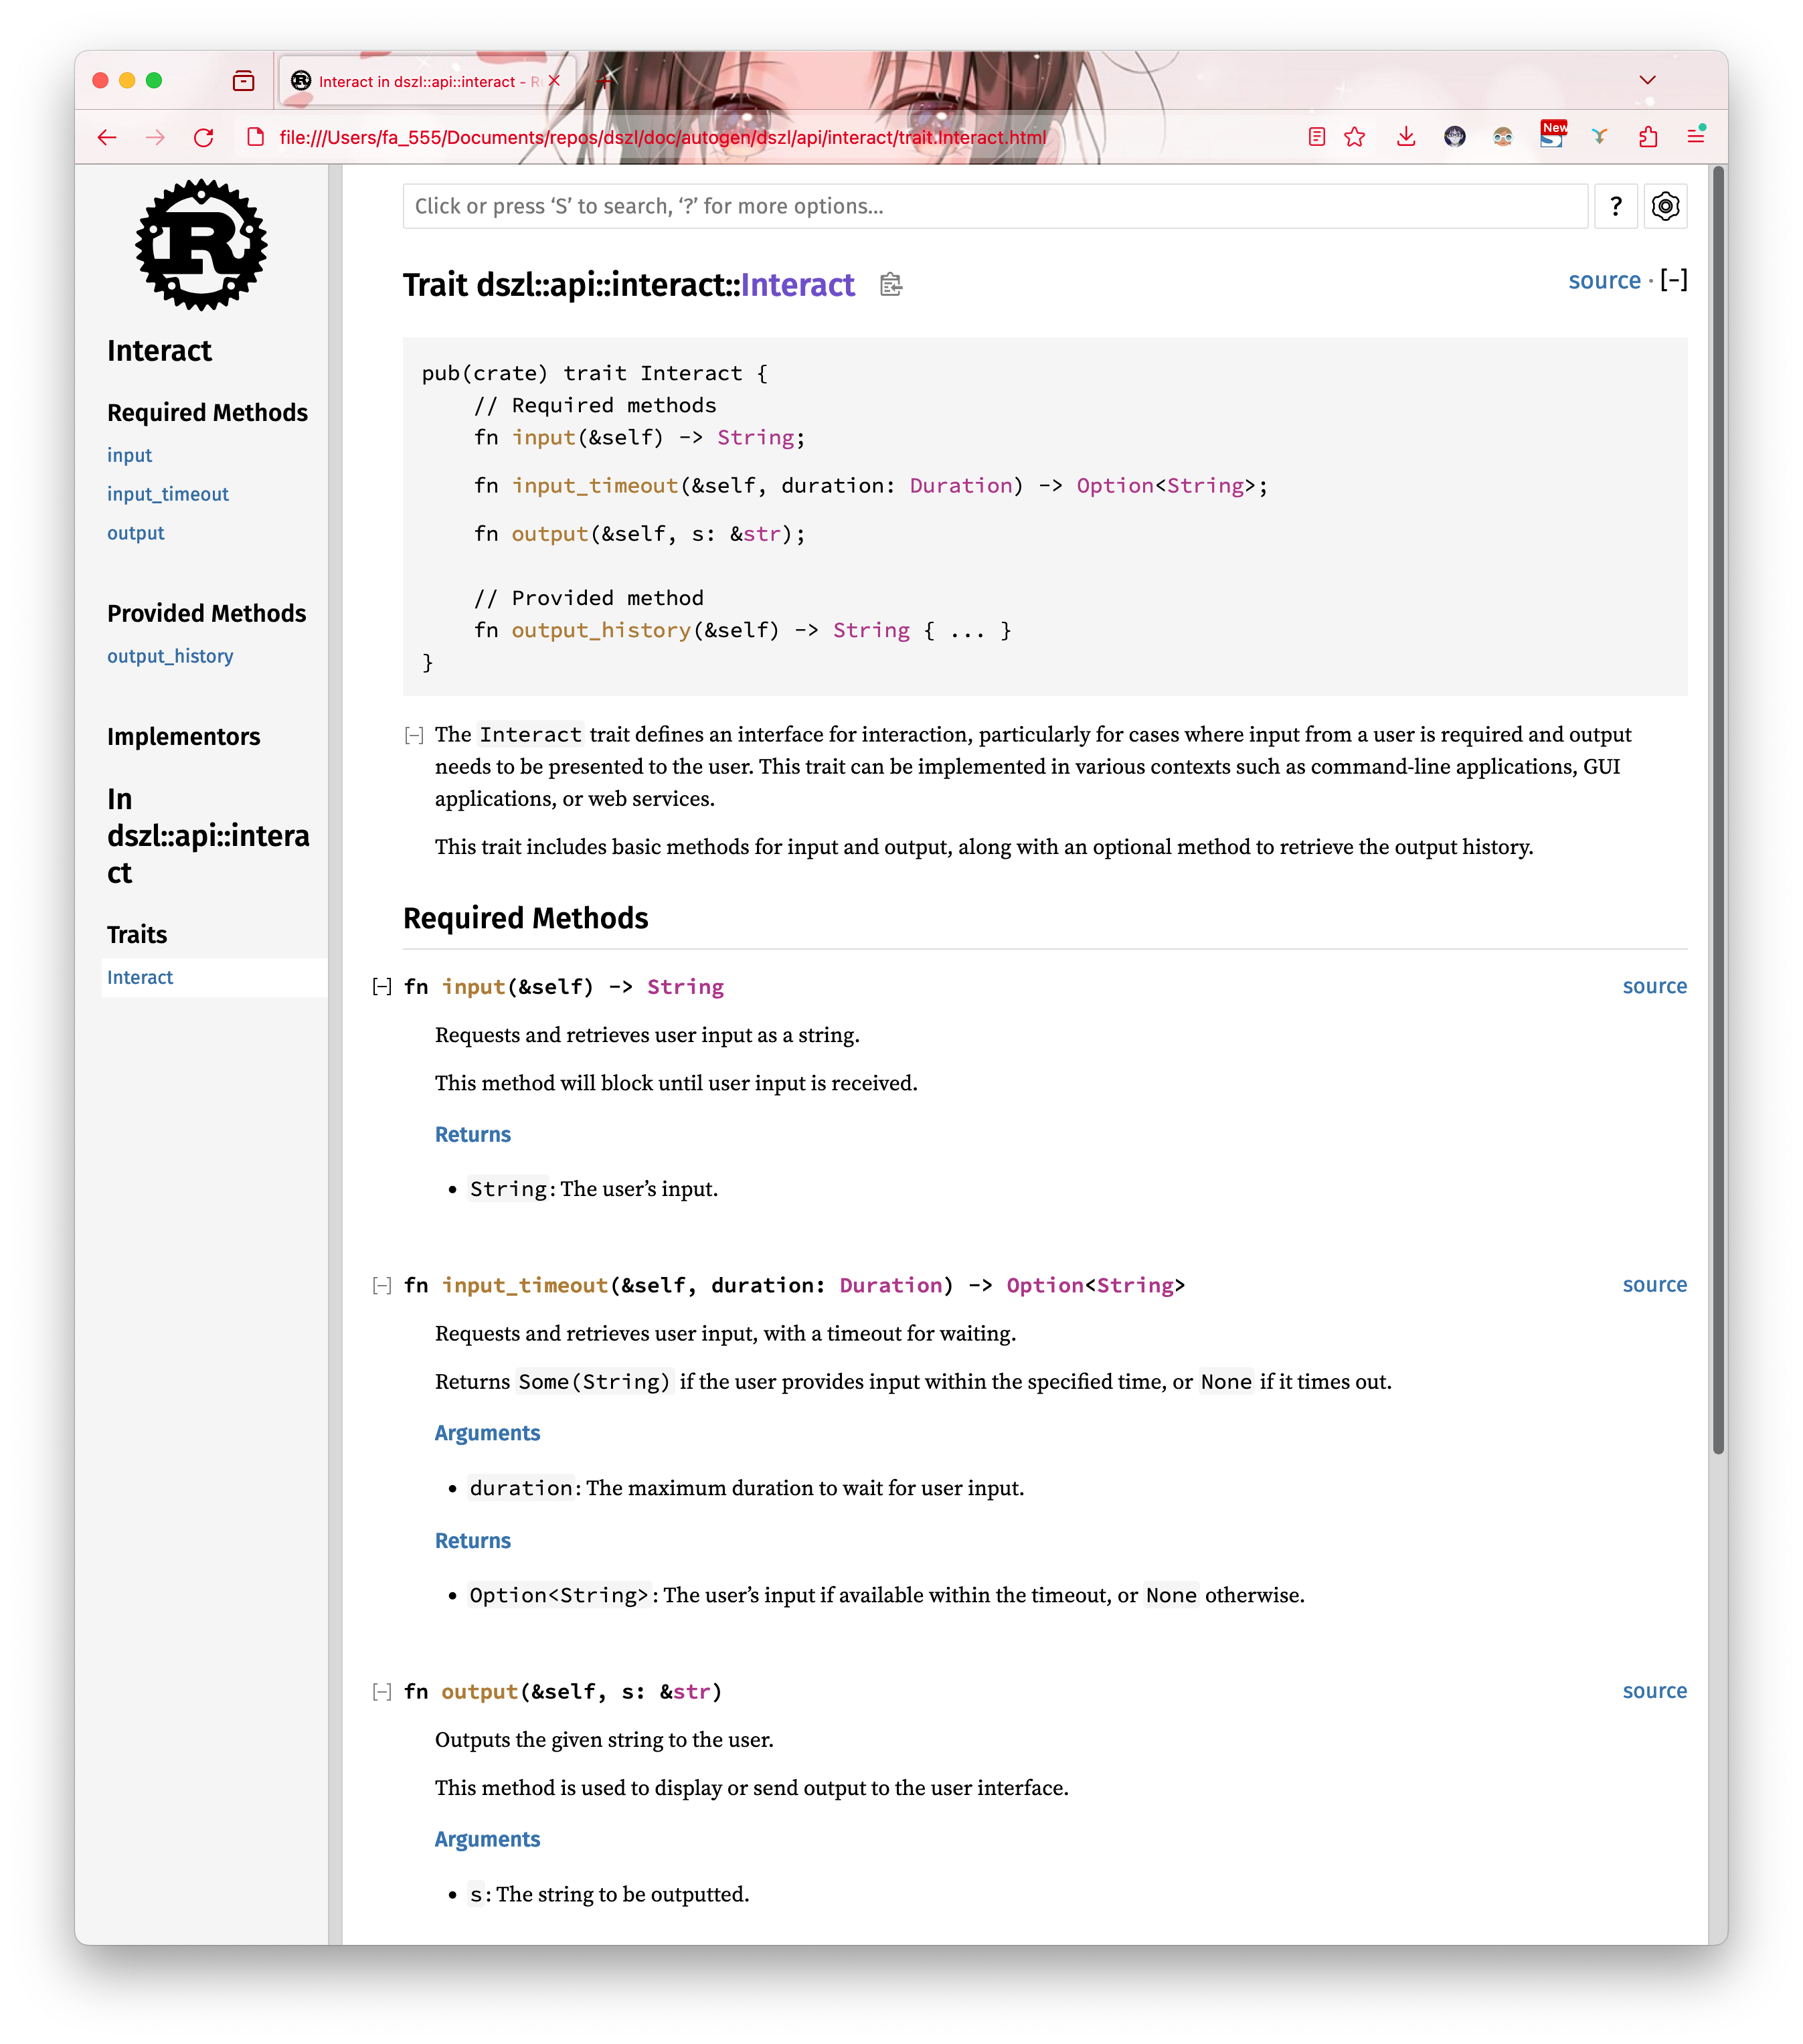 Interact in dszl::api::interact - R
file:///Users/fa_555/Documents/repos/dszl/doc/autogen/dszl/api/interact/trait.Interact.html
New
R
Interact
Required Methods
input
input_timeout
output
Provided Methods
output_history
Implementors
In
dszl::api::intera
ct
Traits
Interact
Click or press ‘S’ to search, ‘?’ for more options…
?
Trait dszl::api::interact::Interact
source · [−]
pub(crate) trait Interact {
    // Required methods
    fn input(&self) -> String;
    fn input_timeout(&self, duration: Duration) -> Option<String>;
    fn output(&self, s: &str);
    // Provided method
    fn output_history(&self) -> String { ... }
}
[−] The Interact trait defines an interface for interaction, particularly for cases where input from a user is required and output
needs to be presented to the user. This trait can be implemented in various contexts such as command-line applications, GUI
applications, or web services.
This trait includes basic methods for input and output, along with an optional method to retrieve the output history.
Required Methods
[−] fn input(&self) -> String
source
Requests and retrieves user input as a string.
This method will block until user input is received.
Returns
• String: The user’s input.
[−] fn input_timeout(&self, duration: Duration) -> Option<String>
source
Requests and retrieves user input, with a timeout for waiting.
Returns Some(String) if the user provides input within the specified time, or None if it times out.
Arguments
• duration: The maximum duration to wait for user input.
Returns
• Option<String>: The user’s input if available within the timeout, or None otherwise.
[−] fn output(&self, s: &str)
source
Outputs the given string to the user.
This method is used to display or send output to the user interface.
Arguments
• s: The string to be outputted.